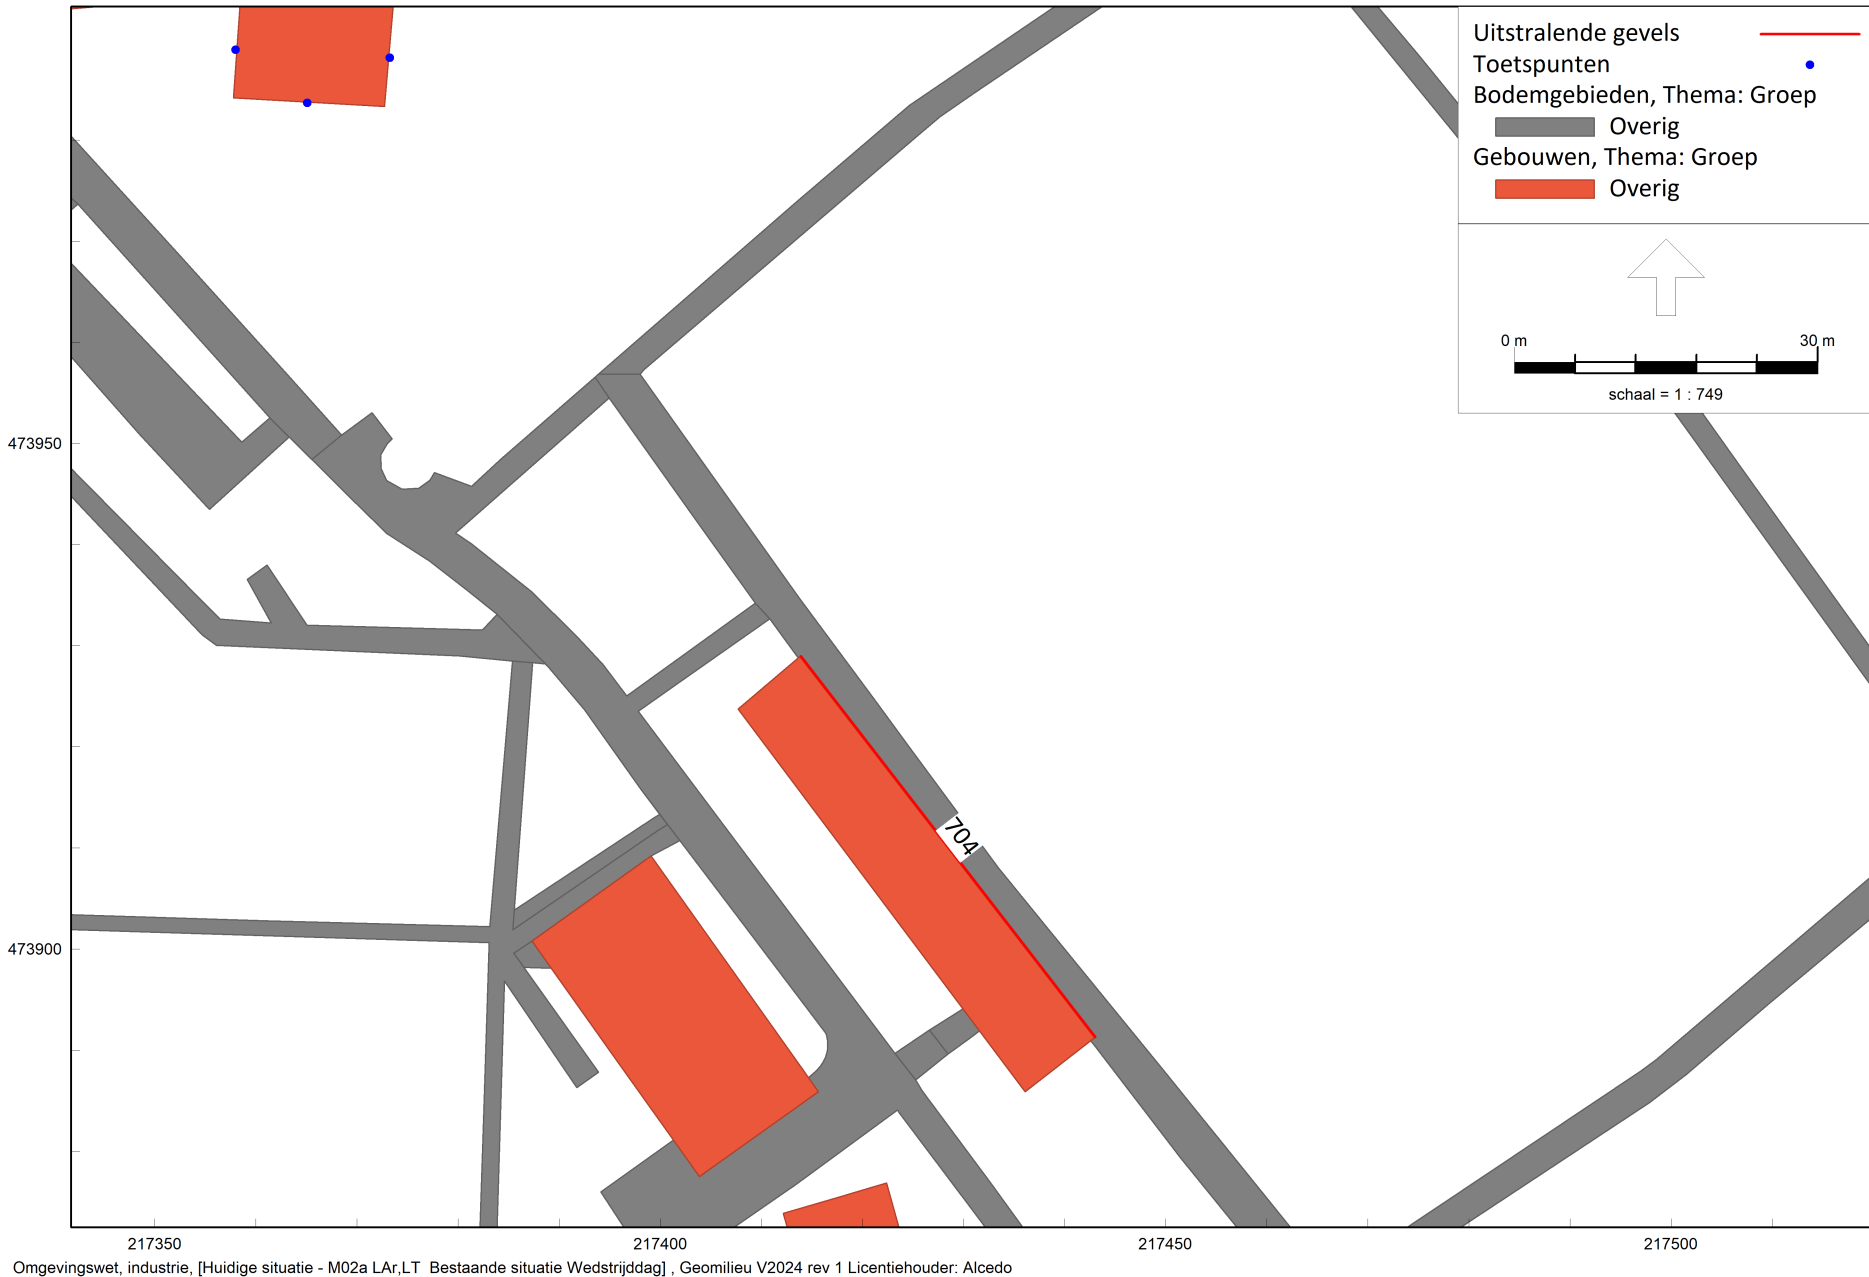 Uitstralende gevels
Toetspunten
Bodemgebieden, Thema: Groep
Overig
Gebouwen, Thema: Groep
Overig
0 m 30 m
schaal = 1 : 749
473950
704
473900
217350 217400 217450 217500
Omgevingswet, industrie, [Huidige situatie - M02a LAr,LT  Bestaande situatie Wedstrijddag] , Geomilieu V2024 rev 1 Licentiehouder: Alcedo